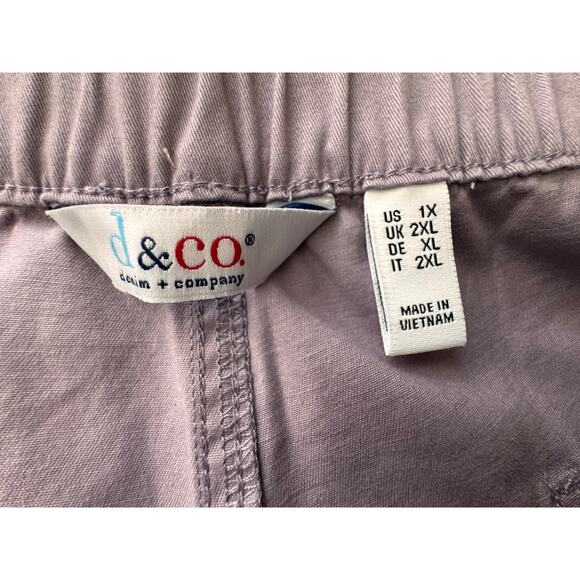 d&co.®
denim + company
US 1X
UK 2XL
DE XL
IT 2XL
MADE IN
VIETNAM